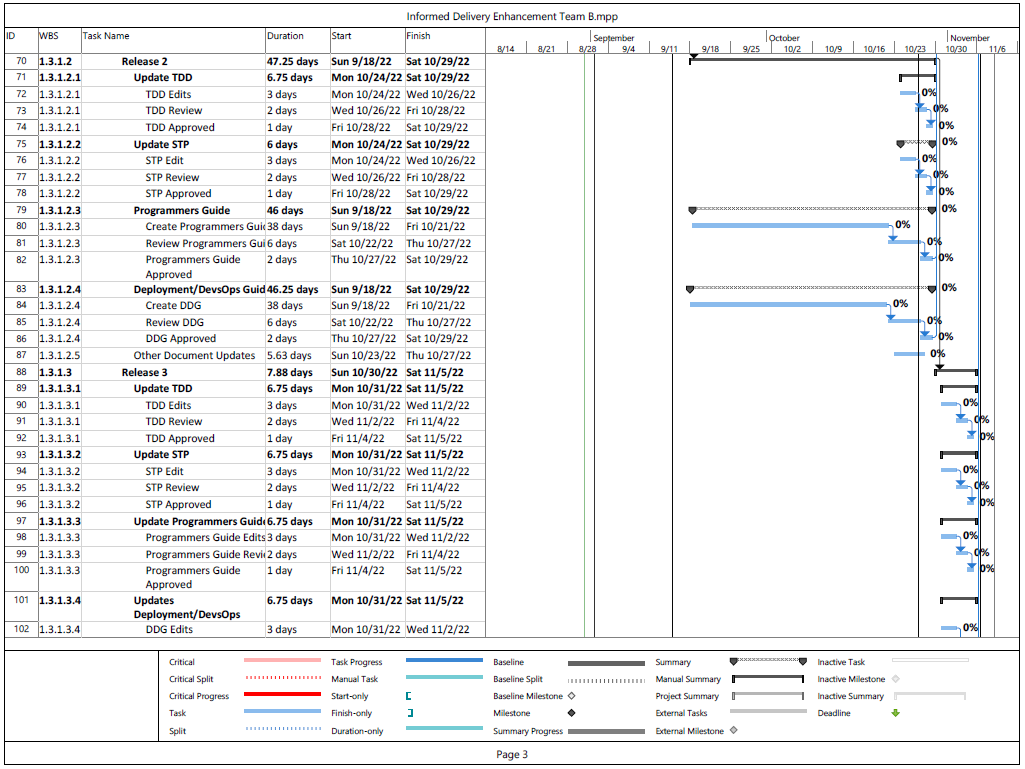 Informed Delivery Enhancement Team B.mpp
ID WBS Task Name Duration Start Finish
September October November
8/14 8/21 8/28 9/4 9/11 9/18 9/25 10/2 10/9 10/16 10/23 10/30 11/6
70 1.3.1.2 Release 2 47.25 days Sun 9/18/22 Sat 10/29/22
71 1.3.1.2.1 Update TDD 6.75 days Mon 10/24/22 Sat 10/29/22
72 1.3.1.2.1 TDD Edits 3 days Mon 10/24/22 Wed 10/26/22 0%
73 1.3.1.2.1 TDD Review 2 days Wed 10/26/22 Fri 10/28/22 0%
74 1.3.1.2.1 TDD Approved 1 day Fri 10/28/22 Sat 10/29/22 0%
75 1.3.1.2.2 Update STP 6 days Mon 10/24/22 Sat 10/29/22 0%
76 1.3.1.2.2 STP Edit 3 days Mon 10/24/22 Wed 10/26/22 0%
77 1.3.1.2.2 STP Review 2 days Wed 10/26/22 Fri 10/28/22 0%
78 1.3.1.2.2 STP Approved 1 day Fri 10/28/22 Sat 10/29/22 0%
79 1.3.1.2.3 Programmers Guide 46 days Sun 9/18/22 Sat 10/29/22 0%
80 1.3.1.2.3 Create Programmers Guid 38 days Sun 9/18/22 Fri 10/21/22 0%
81 1.3.1.2.3 Review Programmers Gui 6 days Sat 10/22/22 Thu 10/27/22 0%
82 1.3.1.2.3 Programmers Guide 2 days Thu 10/27/22 Sat 10/29/22 0%
Approved
83 1.3.1.2.4 Deployment/DevsOps Guid 46.25 days Sun 9/18/22 Sat 10/29/22 0%
84 1.3.1.2.4 Create DDG 38 days Sun 9/18/22 Fri 10/21/22 0%
85 1.3.1.2.4 Review DDG 6 days Sat 10/22/22 Thu 10/27/22 0%
86 1.3.1.2.4 DDG Approved 2 days Thu 10/27/22 Sat 10/29/22 0%
87 1.3.1.2.5 Other Document Updates 5.63 days Sun 10/23/22 Thu 10/27/22 0%
88 1.3.1.3 Release 3 7.88 days Sun 10/30/22 Sat 11/5/22
89 1.3.1.3.1 Update TDD 6.75 days Mon 10/31/22 Sat 11/5/22
90 1.3.1.3.1 TDD Edits 3 days Mon 10/31/22 Wed 11/2/22 0%
91 1.3.1.3.1 TDD Review 2 days Wed 11/2/22 Fri 11/4/22 0%
92 1.3.1.3.1 TDD Approved 1 day Fri 11/4/22 Sat 11/5/22 0%
93 1.3.1.3.2 Update STP 6.75 days Mon 10/31/22 Sat 11/5/22
94 1.3.1.3.2 STP Edit 3 days Mon 10/31/22 Wed 11/2/22 0%
95 1.3.1.3.2 STP Review 2 days Wed 11/2/22 Fri 11/4/22 0%
96 1.3.1.3.2 STP Approved 1 day Fri 11/4/22 Sat 11/5/22 0%
97 1.3.1.3.3 Update Programmers Guide 6.75 days Mon 10/31/22 Sat 11/5/22
98 1.3.1.3.3 Programmers Guide Edits 3 days Mon 10/31/22 Wed 11/2/22 0%
99 1.3.1.3.3 Programmers Guide Revi 2 days Wed 11/2/22 Fri 11/4/22 0%
100 1.3.1.3.3 Programmers Guide 1 day Fri 11/4/22 Sat 11/5/22 0%
Approved
101 1.3.1.3.4 Updates 6.75 days Mon 10/31/22 Sat 11/5/22
Deployment/DevsOps
102 1.3.1.3.4 DDG Edits 3 days Mon 10/31/22 Wed 11/2/22 0%
Critical Task Progress Baseline Summary Inactive Task
Critical Split Manual Task Baseline Split Manual Summary Inactive Milestone
Critical Progress Start-only Baseline Milestone Project Summary Inactive Summary
Task Finish-only Milestone External Tasks Deadline
Split Duration-only Summary Progress External Milestone
Page 3